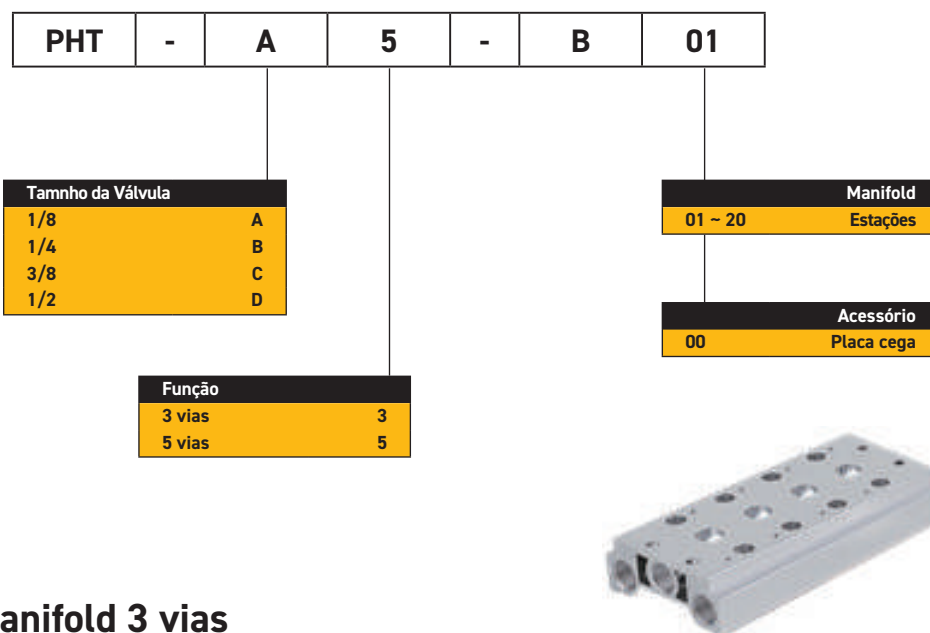 PHT - A 5 - B 01
Tamnho da Válvula
1/8 A
1/4 B
3/8 C
1/2 D
Manifold
01 ~ 20 Estações
Acessório
00 Placa cega
Função
3 vias 3
5 vias 5
anifold 3 vias